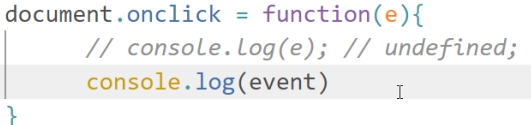 document.onclick = function(e){
// console.log(e); // undefined;
console.log(event)
}